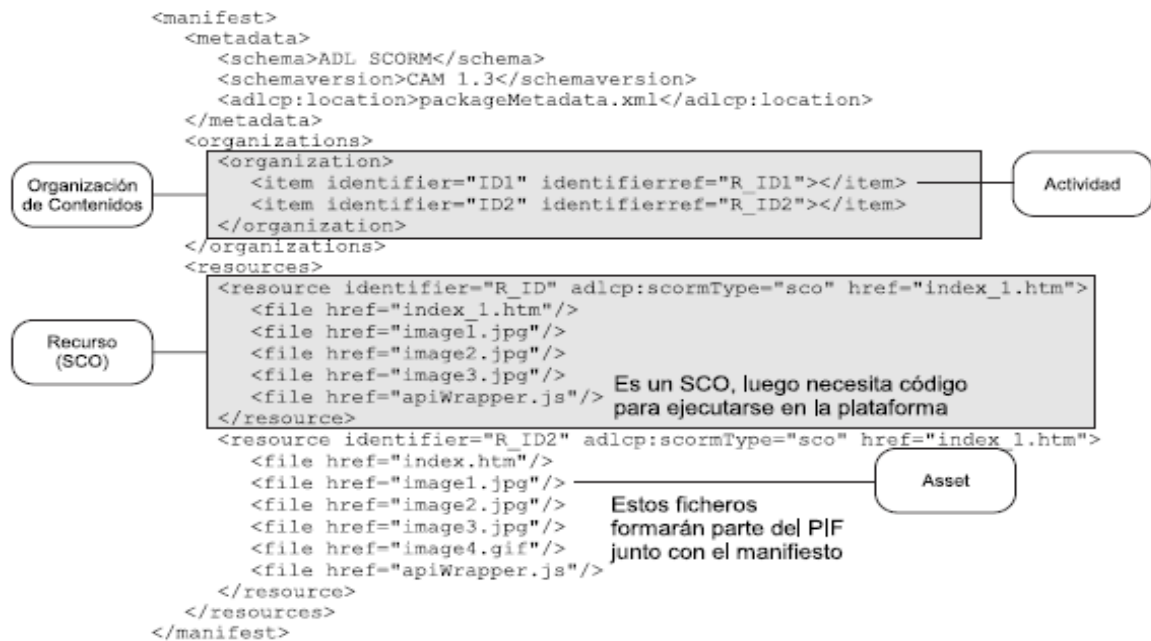 <manifest>
<metadata>
<schema>ADL SCORM</schema>
<schemaversion>CAM 1.3</schemaversion>
<adlcp:location>packageMetadata.xml</adlcp:location>
</metadata>
<organizations>
<organization>
<item identifier="ID1" identifierref="R_ID1"></item>
<item identifier="ID2" identifierref="R_ID2"></item>
</organization>
</organizations>
Organización
de Contenidos
Actividad
<resources>
<resource identifier="R_ID" adlcp:scormType="sco" href="index_1.htm">
<file href="index_1.htm"/>
<file href="image1.jpg"/>
<file href="image2.jpg"/>
<file href="image3.jpg"/>
<file href="apiWrapper.js"/>
</resource>
Recurso
(SCO)
Es un SCO, luego necesita código
para ejecutarse en la plataforma
<resource identifier="R_ID2" adlcp:scormType="sco" href="index_1.htm">
<file href="index.htm"/>
<file href="image1.jpg"/>
<file href="image2.jpg"/>
<file href="image3.jpg"/>
<file href="image4.gif"/>
<file href="apiWrapper.js"/>
</resource>
Asset
Estos ficheros
formarán parte del PIF
junto con el manifiesto
</resources>
</manifest>